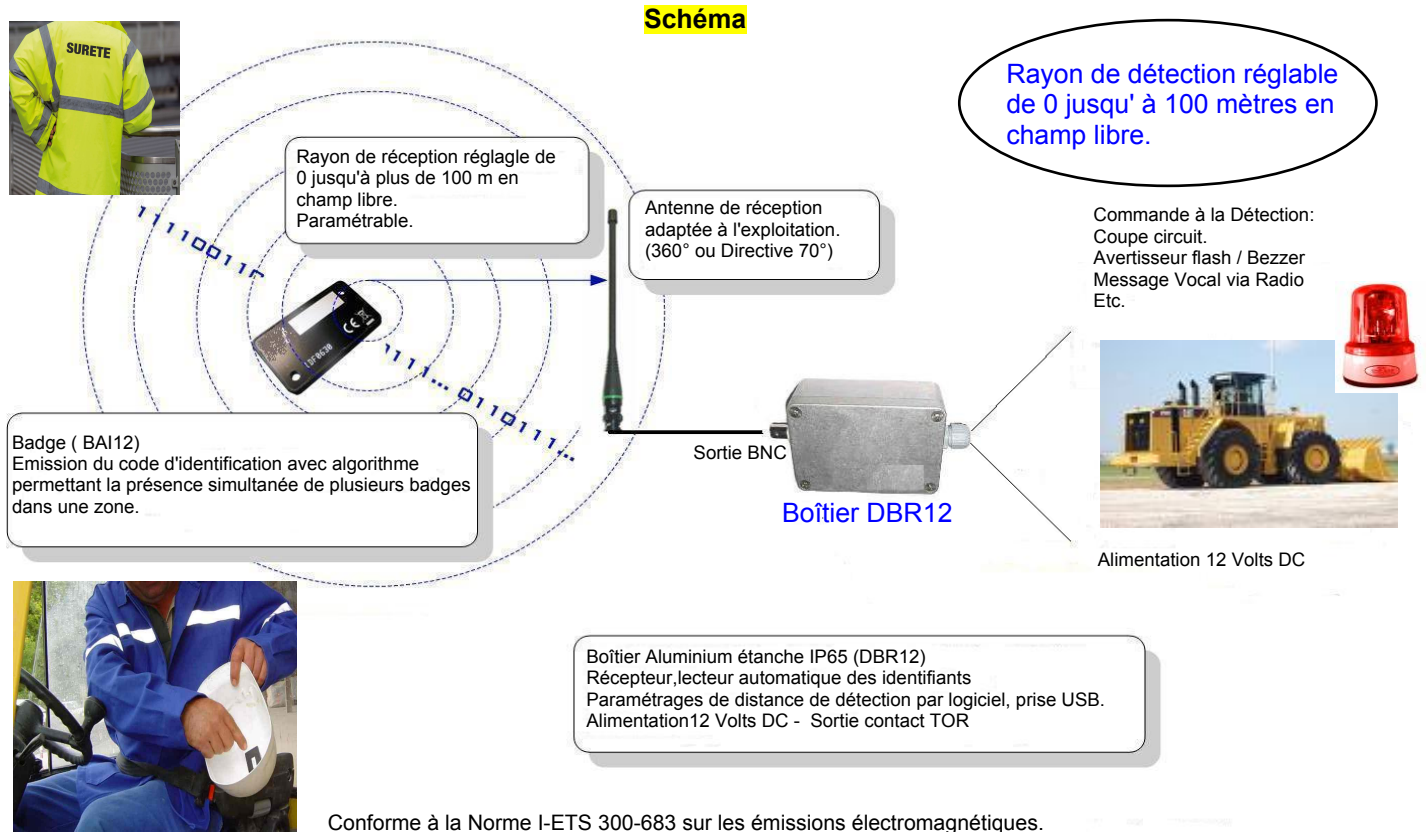 Schéma
SURETE
Rayon de détection réglable
de 0 jusqu' à 100 mètres en
champ libre.
Rayon de réception réglagle de
0 jusqu'à plus de 100 m en
champ libre.
Paramétrable.
Antenne de réception
adaptée à l'exploitation.
(360° ou Directive 70°)
Commande à la Détection:
Coupe circuit.
Avertisseur flash / Bezzer
Message Vocal via Radio
Etc.
111100110
IDF0630
CE
1111... 0110111...
Badge ( BAI12)
Emission du code d'identification avec algorithme
permettant la présence simultanée de plusieurs badges
dans une zone.
Sortie BNC
Boîtier DBR12
Alimentation 12 Volts DC
Boîtier Aluminium étanche IP65 (DBR12)
Récepteur,lecteur automatique des identifiants
Paramétrages de distance de détection par logiciel, prise USB.
Alimentation12 Volts DC - Sortie contact TOR
Conforme à la Norme I-ETS 300-683 sur les émissions électromagnétiques.